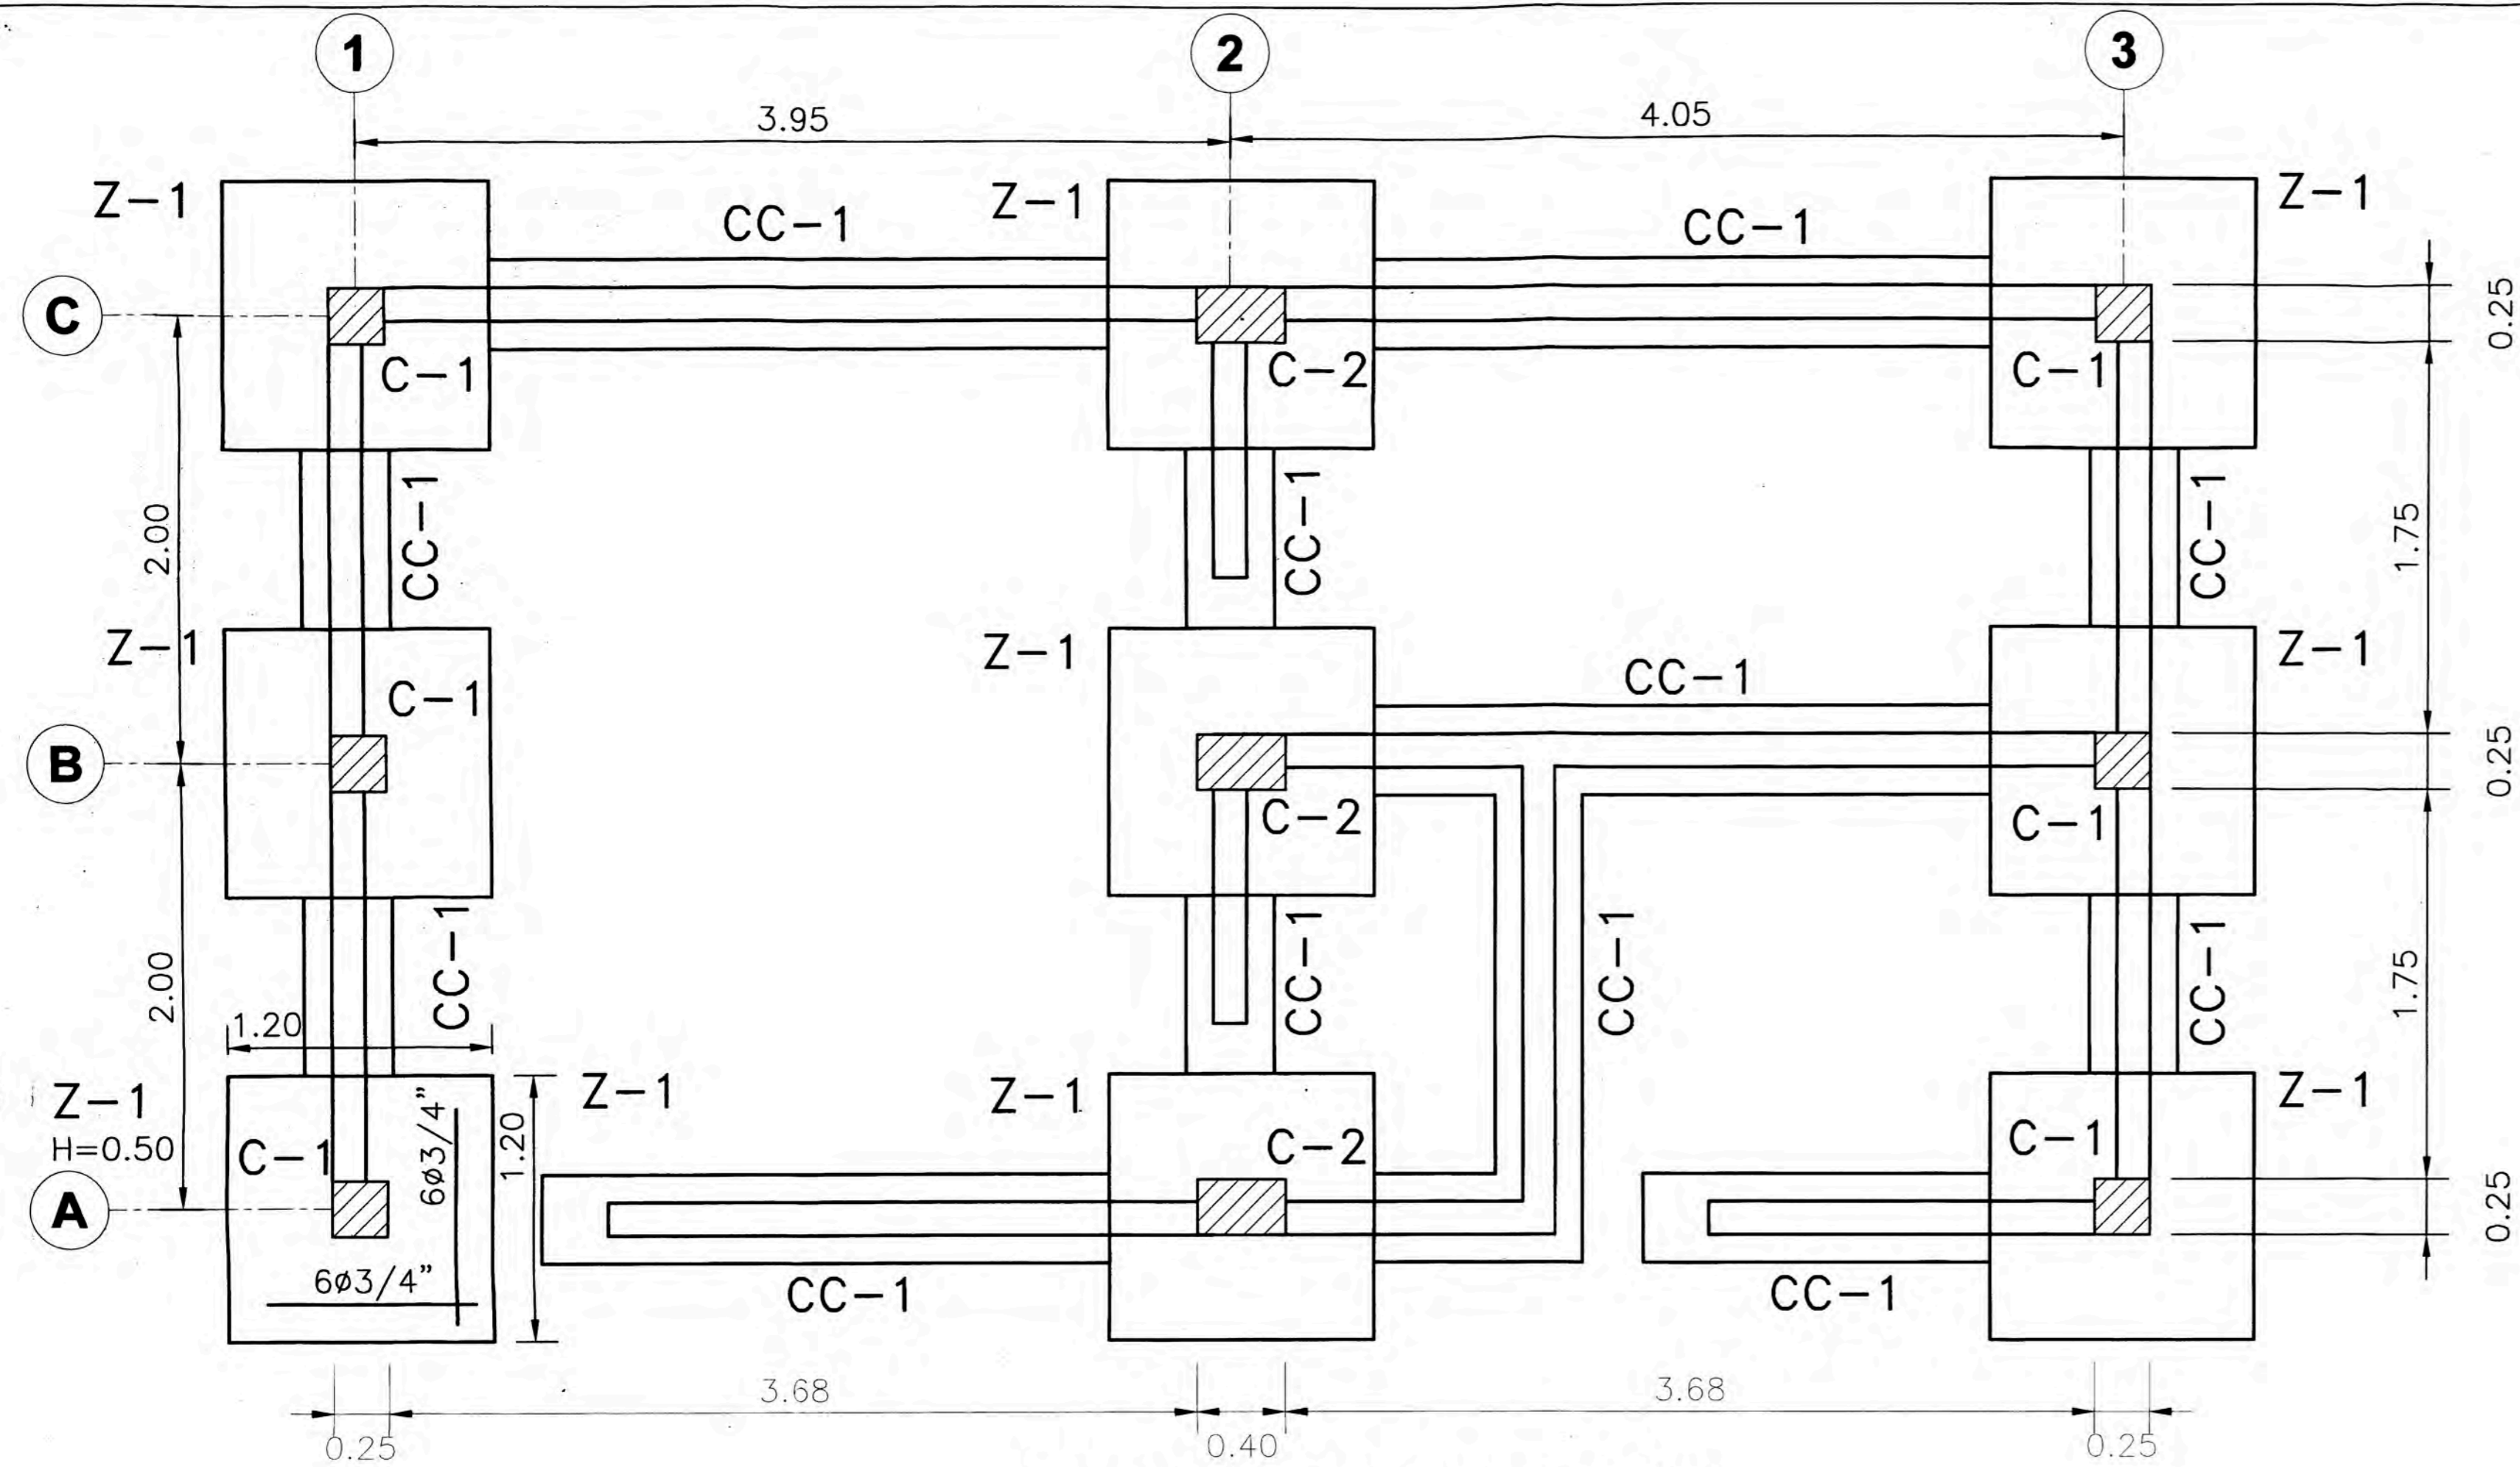 1 2 3
3.95 4.05
Z-1 Z-1 Z-1
CC-1 CC-1
C
0.25
C-1 C-2 C-1
2.00 CC-1 CC-1 CC-1 1.75
Z-1 Z-1 Z-1
C-1 CC-1
B
0.25
C-2 C-1
2.00 CC-1 CC-1 CC-1 CC-1 1.75
1.20
Z-1 Z-1 Z-1 Z-1
H=0.50 C-1 6ø3/4" 1.20 C-2 C-1
A
0.25
6ø3/4" CC-1 CC-1
3.68 3.68
0.25 0.40 0.25